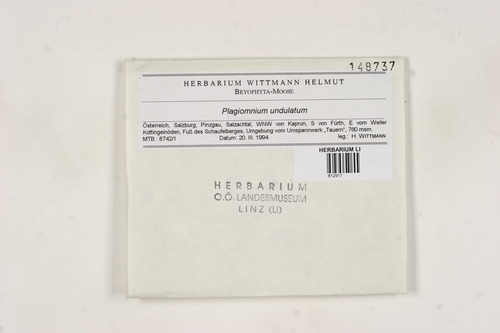 148737
HERBARIUM WITTMANN HELMUT
BRYOPHYTA-MOOSE
Plagiomnium undulatum
Österreich, Salzburg, Pinzgau, Salzachtal, WNW von Kaprun, S von Fürth, E vom Weiler
Kottingeinöden, Fuß des Schaufelberges, Umgebung vom Umspannwerk „Tauern", 760 msm.
MTB.: 8742/1 Datum: 20. III. 1994 leg.: H. WITTMANN
HERBARIUM LI
612917
HERBARIUM
O.Ö. LANDESMUSEUM
LINZ (LI)